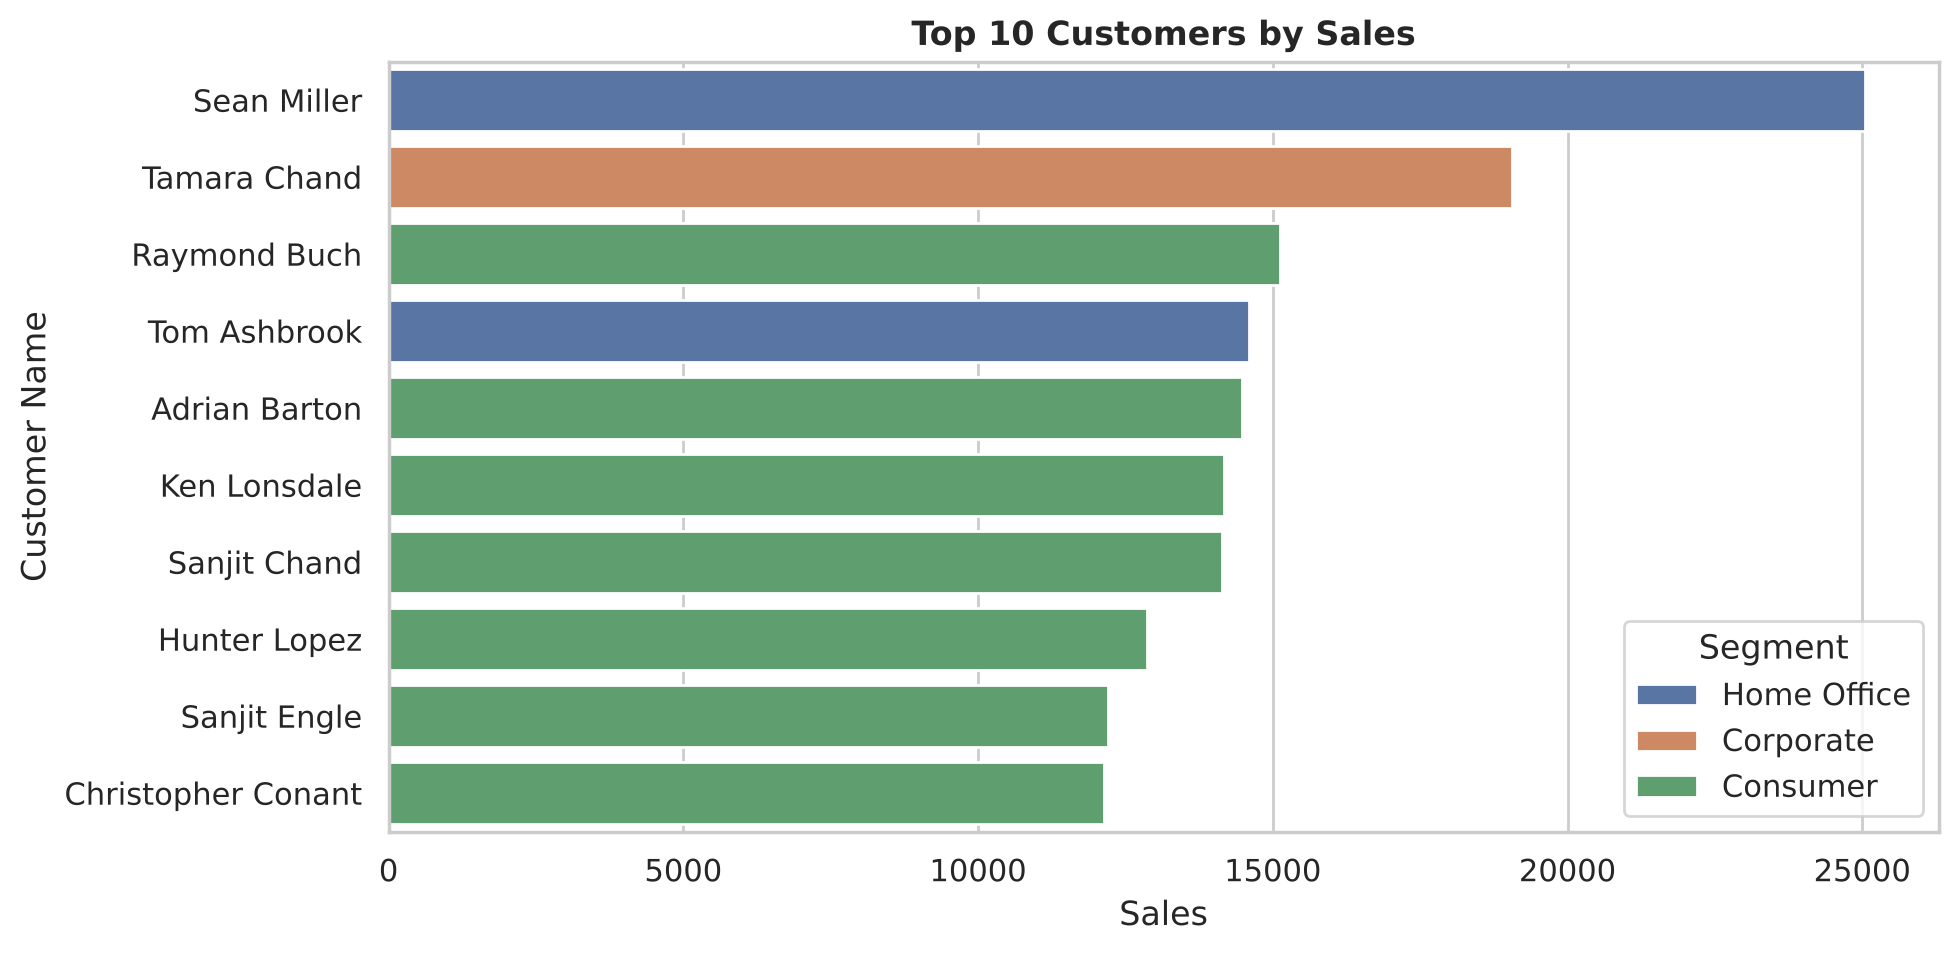 Top 10 Customers by Sales
Customer Name
Sean Miller
Tamara Chand
Raymond Buch
Tom Ashbrook
Adrian Barton
Ken Lonsdale
Sanjit Chand
Hunter Lopez
Sanjit Engle
Christopher Conant
Segment
Home Office
Corporate
Consumer
0 5000 10000 15000 20000 25000
Sales